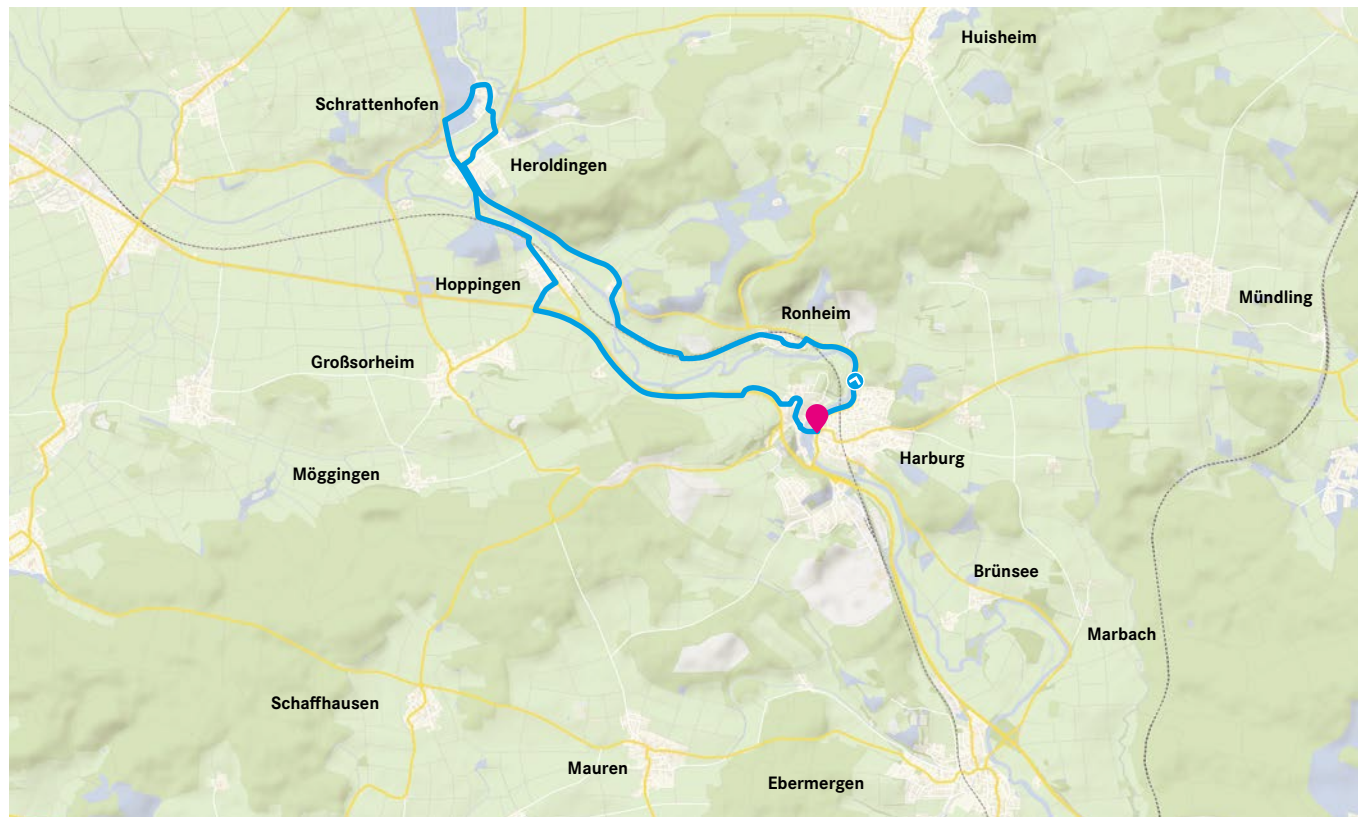 Huisheim
Schrattenhofen
Heroldingen
Hoppingen
Mündling
Ronheim
Großsorheim
Harburg
Möggingen
Brünsee
Marbach
Schaffhausen
Mauren
Ebermergen